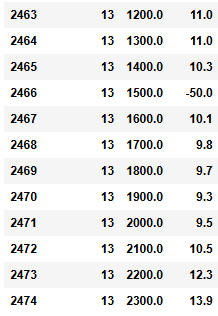 2463 13 1200.0 11.0
2464 13 1300.0 11.0
2465 13 1400.0 10.3
2466 13 1500.0 -50.0
2467 13 1600.0 10.1
2468 13 1700.0 9.8
2469 13 1800.0 9.7
2470 13 1900.0 9.3
2471 13 2000.0 9.5
2472 13 2100.0 10.5
2473 13 2200.0 12.3
2474 13 2300.0 13.9